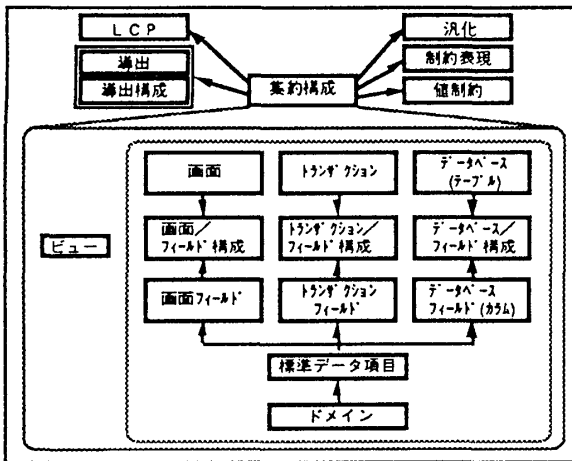 LCP
汎化
導出
制約表現
集約構成
導出構成
値制約
画面
トランザクション
データベース
(テーブル)
画面/
フィールド構成
トランザクション/
フィールド構成
データベース/
フィールド構成
ビュー
画面フィールド
トランザクション
フィールド
データベース
フィールド(カラム)
標準データ項目
ドメイン